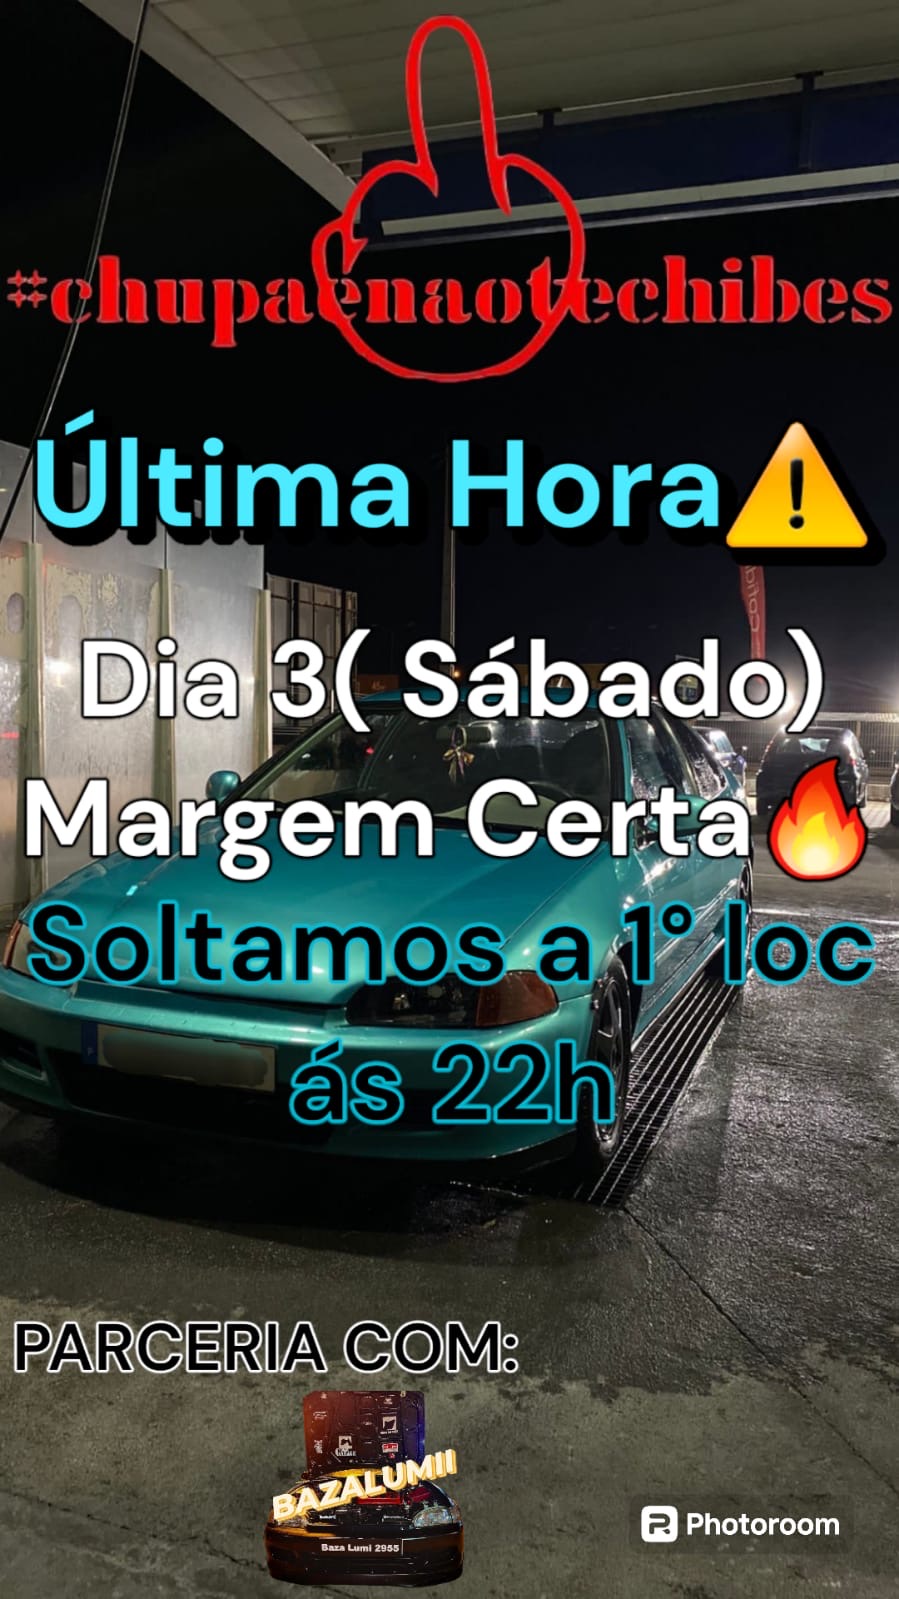 #chupaénaotechibes
Última Hora⚠️
Dia 3( Sábado)
Margem Certa🔥
Soltamos a 1° loc
ás 22h
PARCERIA COM:
BAZALUMII
Baza Lumi 2955
Photoroom